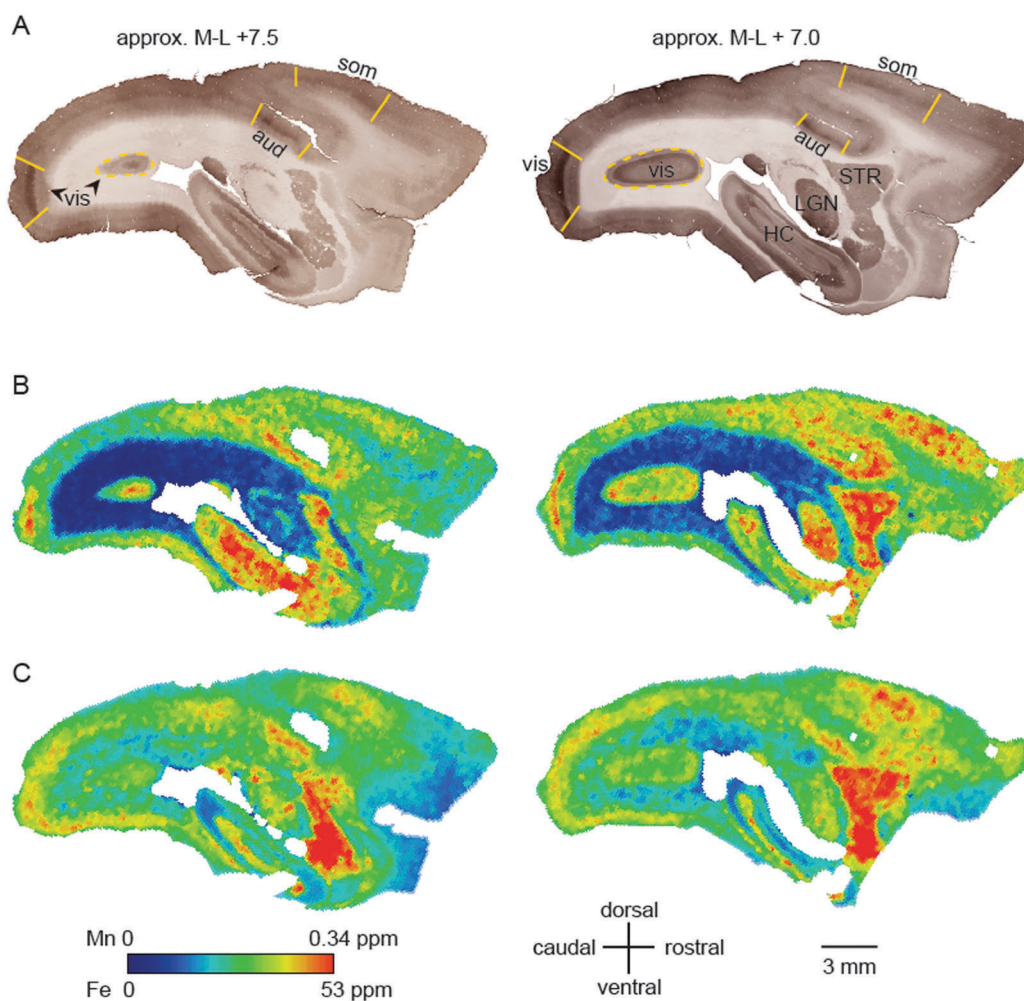 A
approx. M-L +7.5
approx. M-L + 7.0
som
som
aud
aud
vis
vis
vis
STR
LGN
HC
B
C
Mn 0
0.34 ppm
Fe 0
53 ppm
dorsal
caudal
rostral
ventral
3 mm